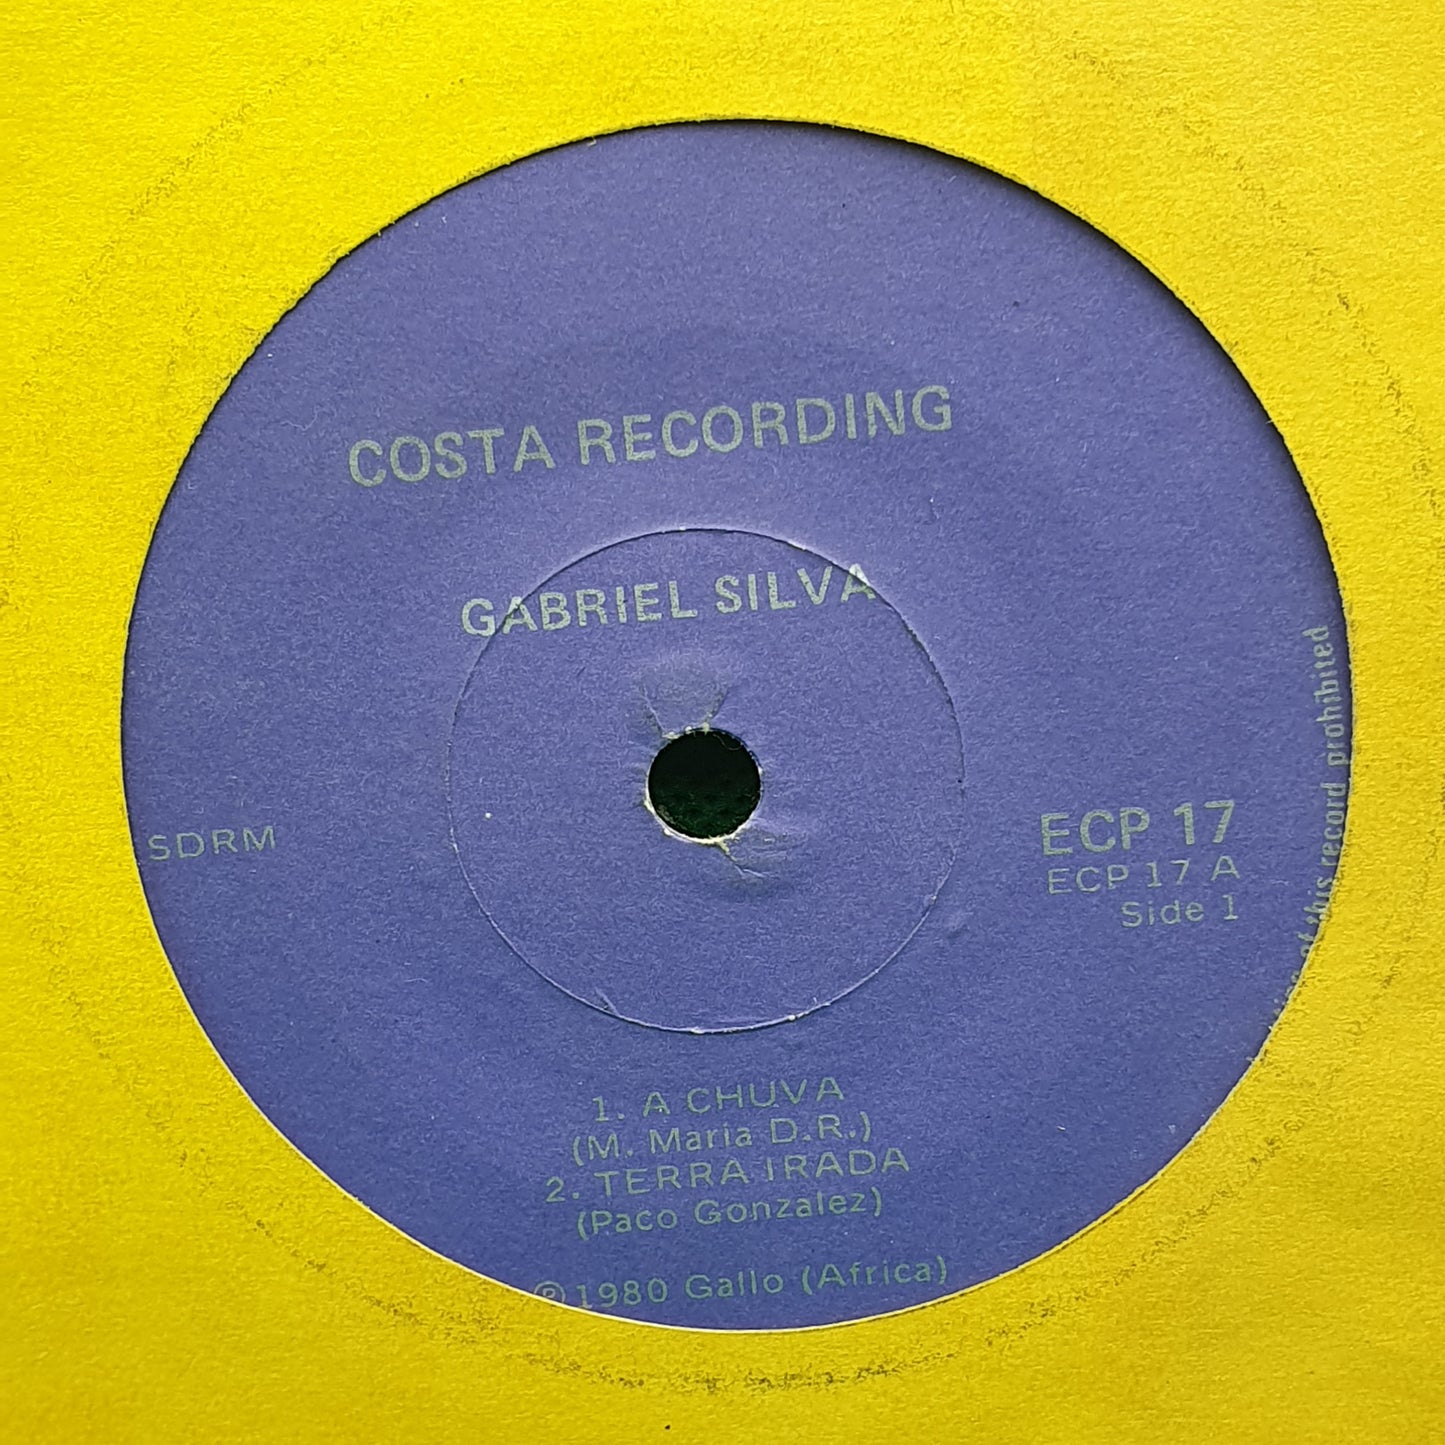 COSTA RECORDING
GABRIEL SILVA
SDRM
ECP 17
ECP 17 A
Side 1
of this record prohibited
1. A CHUVA
(M. Maria D.R.)
2. TERRA IRADA
(Paco Gonzalez)
℗ 1980 Gallo (Africa)